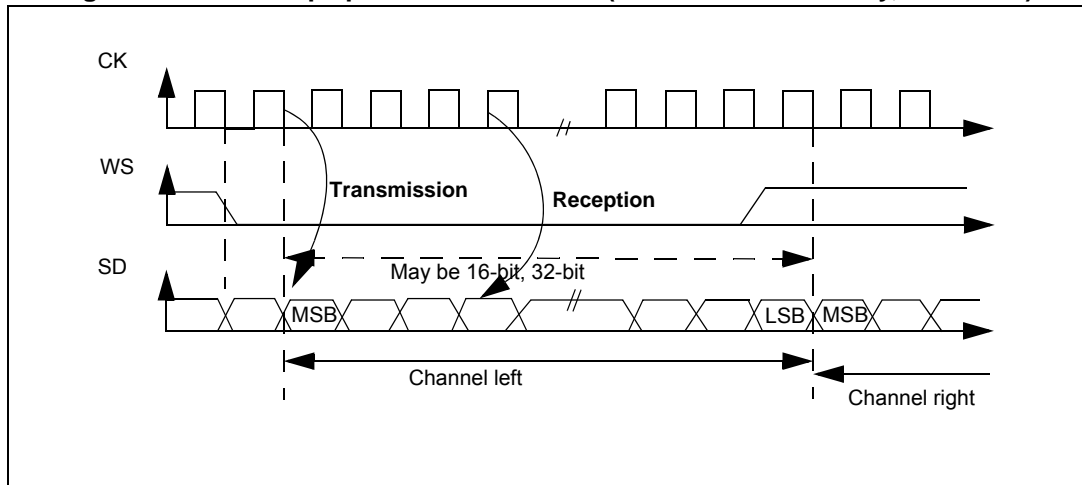 CK
WS
Transmission
Reception
SD
May be 16-bit, 32-bit
MSB
LSB
MSB
Channel left
Channel right